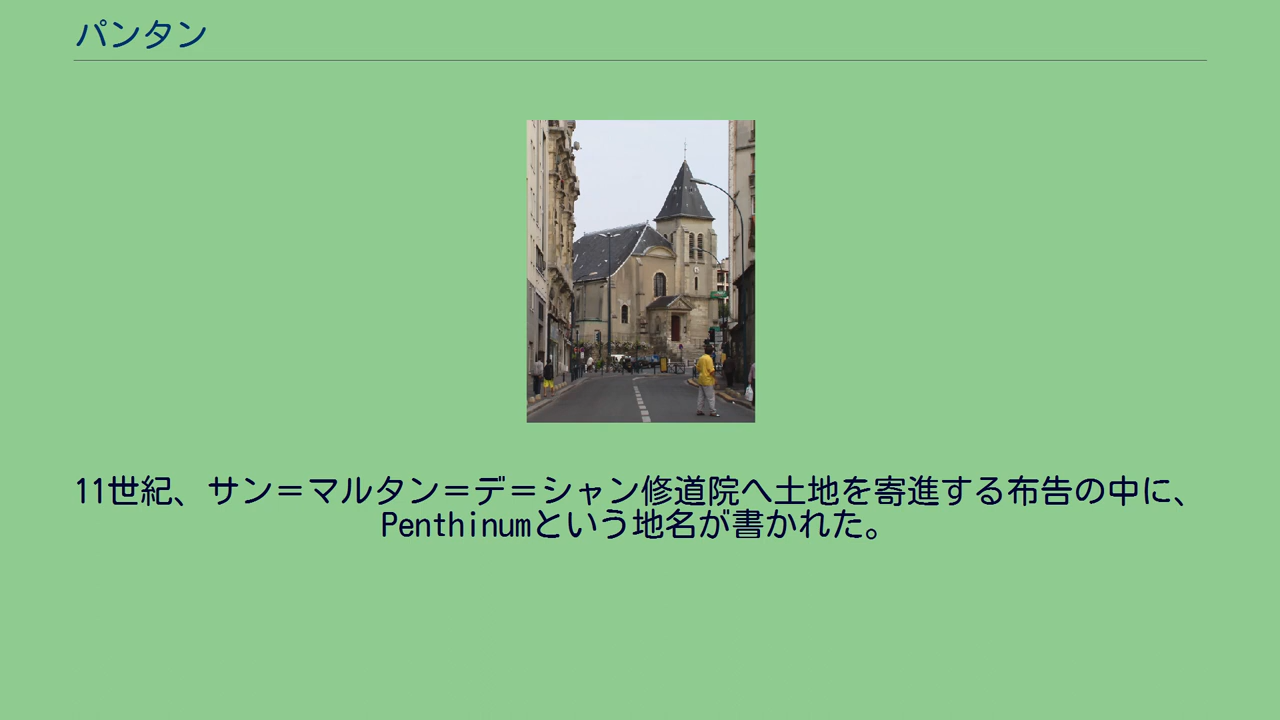 パンタン
11世紀、サン＝マルタン＝デ＝シャン修道院へ土地を寄進する布告の中に、
Penthinumという地名が書かれた。